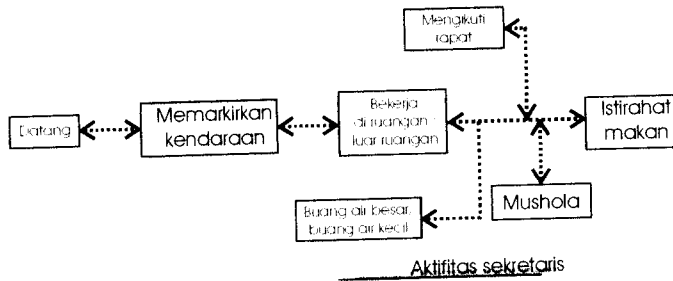 Mengikuti
rapat
Datang
Memarkirkan
kendaraan
Bekerja
di ruangan
luar ruangan
Istirahat
makan
Buang air besar,
buang air kecil
Mushola
Aktifitas sekretaris